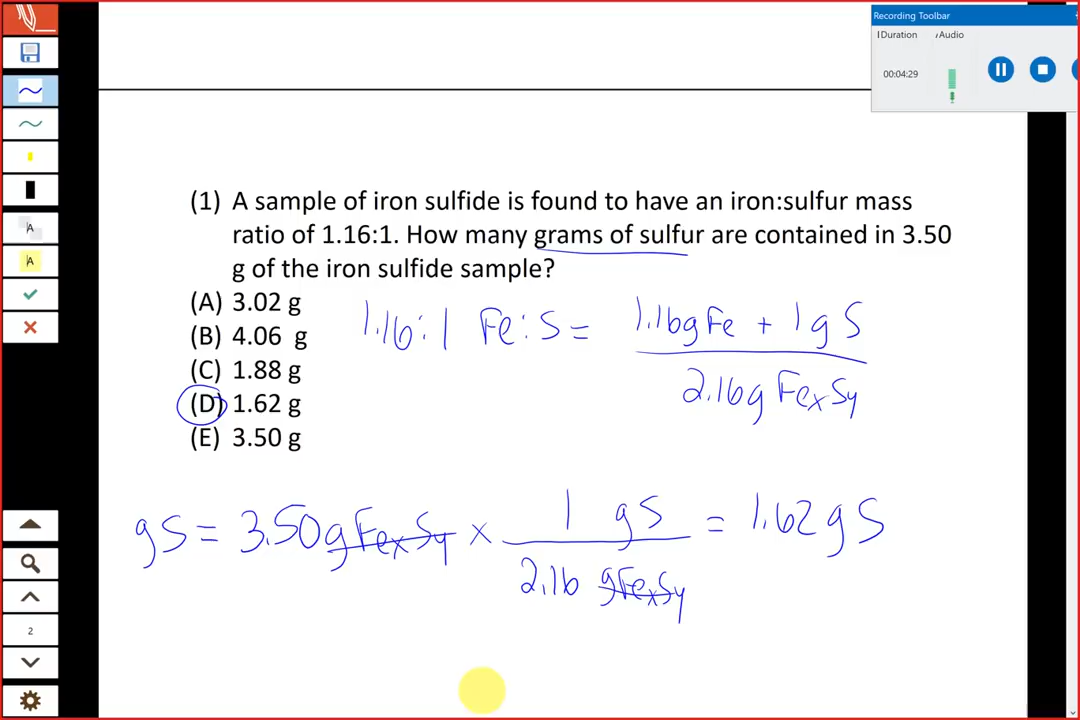 Recording Toolbar
Duration
Audio
00:04:29
(1) A sample of iron sulfide is found to have an iron:sulfur mass
ratio of 1.16:1. How many grams of sulfur are contained in 3.50
g of the iron sulfide sample?
(A) 3.02 g
(B) 4.06 g
(C) 1.88 g
(D) 1.62 g
(E) 3.50 g
1.16:1 Fe:S = 1.16g Fe + 1g S
2.16g FexSy
gS = 3.50g FexSy x 1 gS = 1.62 g S
2.16 gFexSy
A
A
2